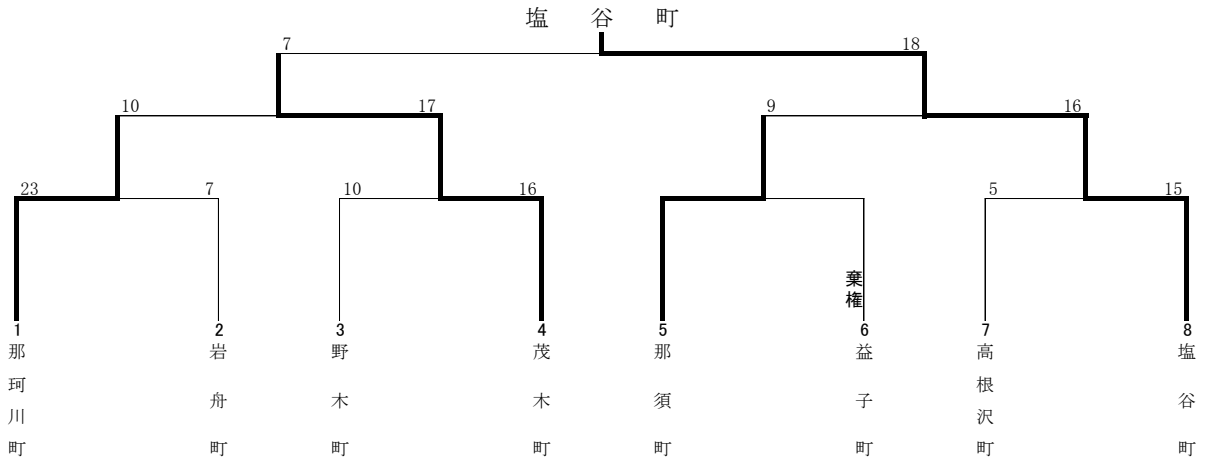 塩谷町
7 18
10 17 9 16
23 7 10 16 5 15
棄権
1 2 3 4 5 6 7 8
那珂川町
岩舟町
野木町
茂木町
那須町
益子町
高根沢町
塩谷町